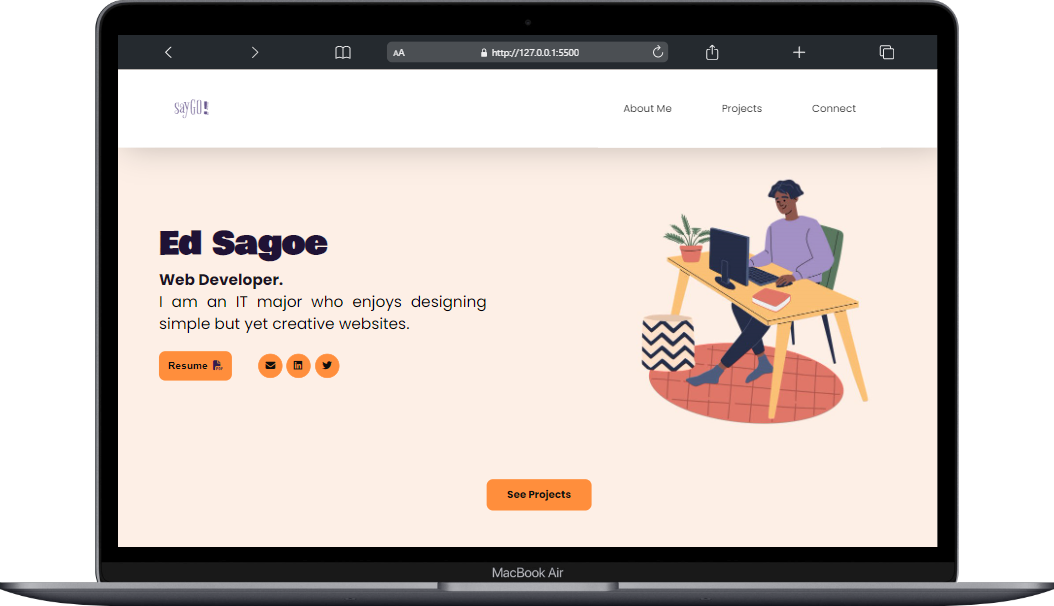 AA http://127.0.0.1:5500
sayGO!
About Me Projects Connect
Ed Sagoe
Web Developer.
I am an IT major who enjoys designing
simple but yet creative websites.
Resume
See Projects
MacBook Air